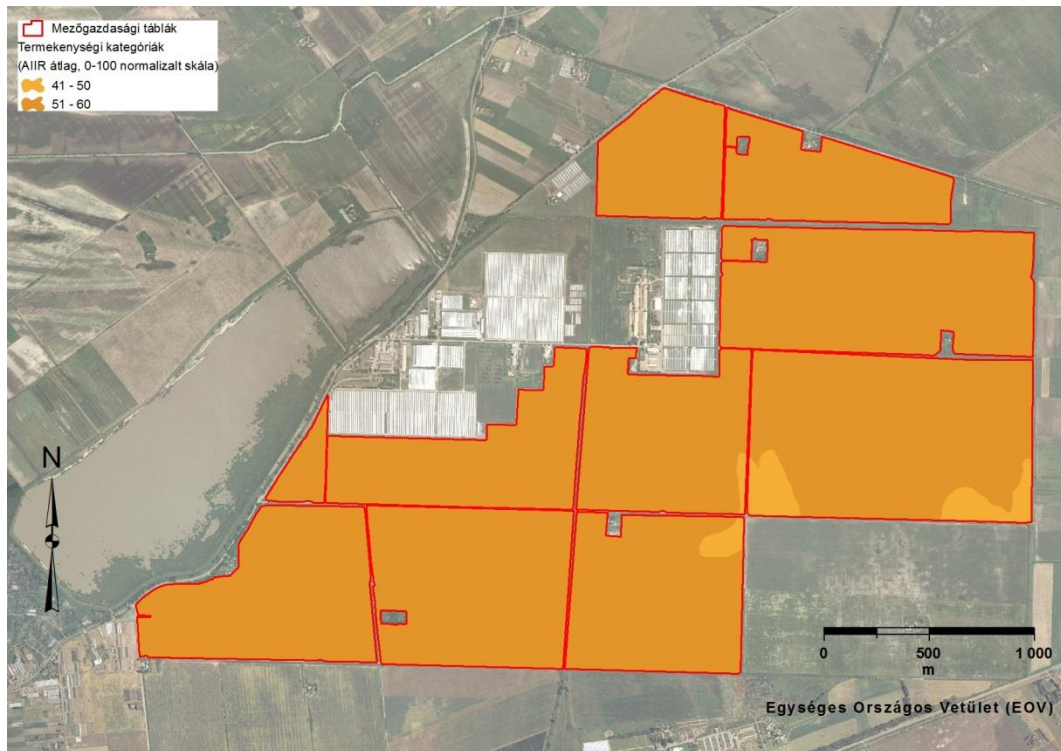 Mezőgazdasági táblák
Termekenységi kategóriák
(AIIR átlag, 0-100 normalizalt skála)
41 - 50
51 - 60
N
0 500 1 000
m
Egységes Országos Vetület (EOV)